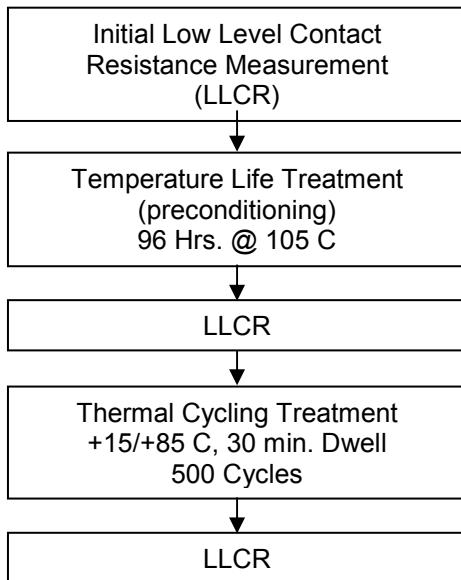 Initial Low Level Contact
Resistance Measurement
(LLCR)
Temperature Life Treatment
(preconditioning)
96 Hrs. @ 105 C
LLCR
Thermal Cycling Treatment
+15/+85 C, 30 min. Dwell
500 Cycles
LLCR